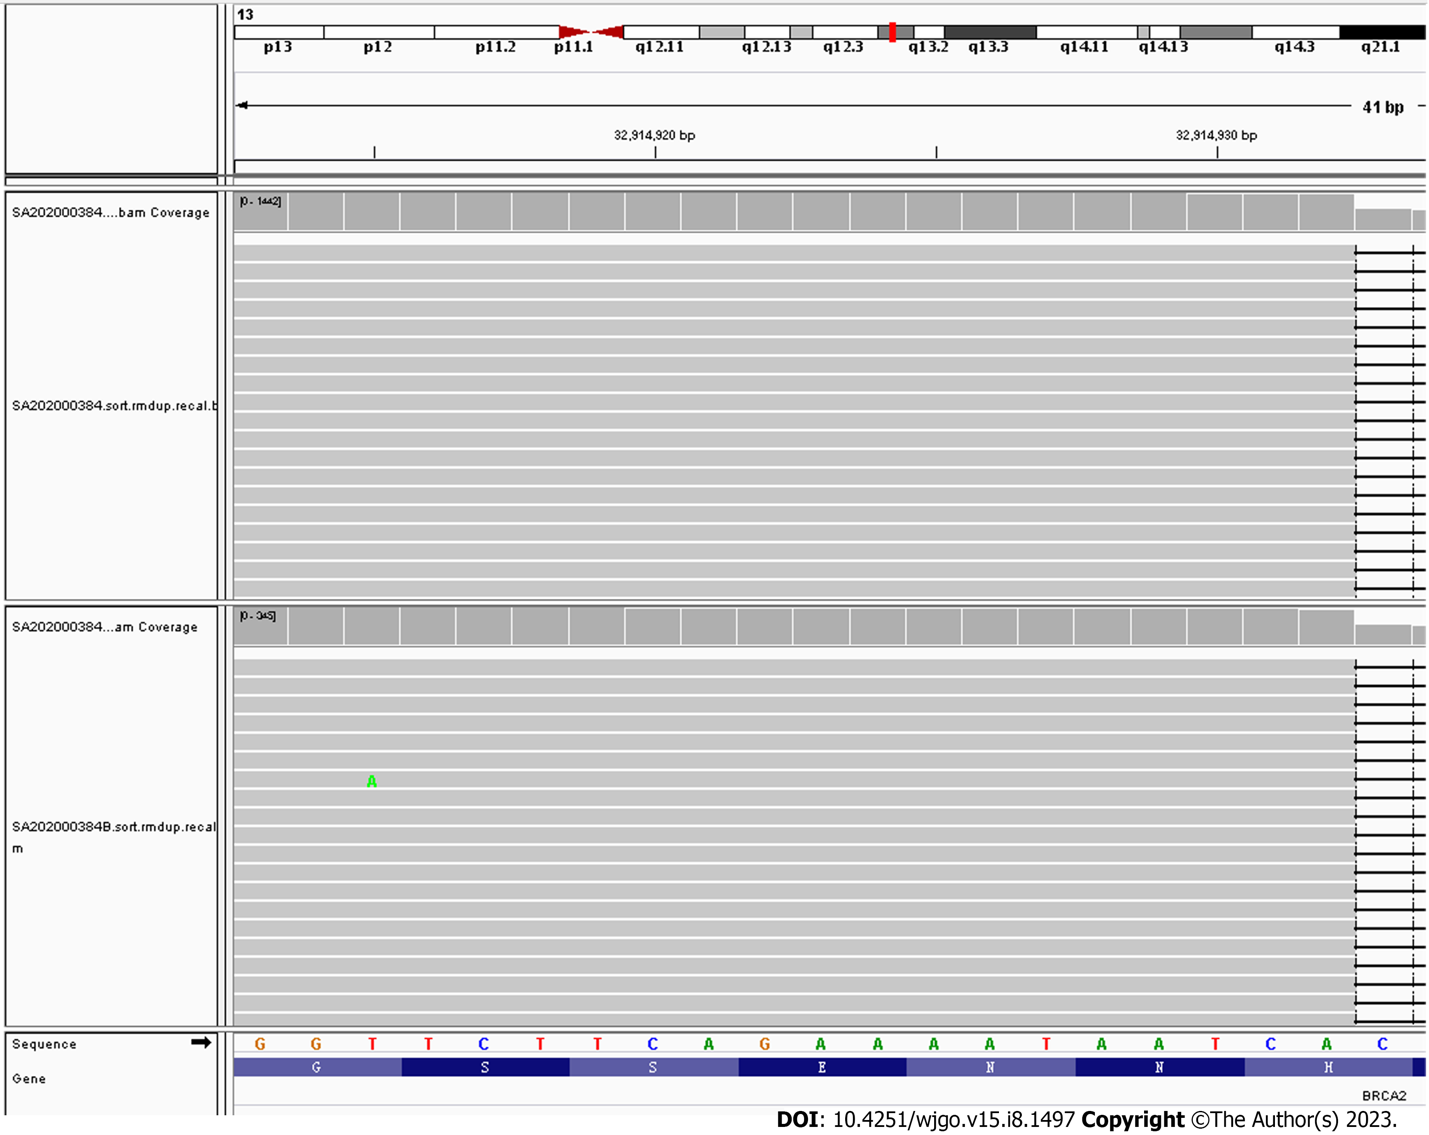 13
p13 p12 p11.2 p11.1 q12.11 q12.13 q12.3 q13.2 q13.3 q14.11 q14.13 q14.3 q21.1
41 bp
32,914,920 bp 32,914,930 bp
[0 - 1442]
SA202000384....bam Coverage
SA202000384.sort.rmdup.recal.b
[0 - 345]
SA202000384...am Coverage
A
SA202000384B.sort.rmdup.recal
m
Sequence G G T T C T T C A G A A A A T A A T C A C
G S S E N N H
Gene
BRCA2
DOI: 10.4251/wjgo.v15.i8.1497 Copyright ©The Author(s) 2023.